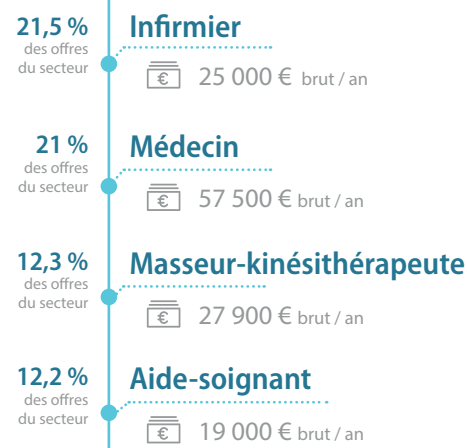 21,5 %
des offres
du secteur
Infirmier
€ 25 000 € brut / an
21 %
des offres
du secteur
Médecin
€ 57 500 € brut / an
12,3 %
des offres
du secteur
Masseur-kinésithérapeute
€ 27 900 € brut / an
12,2 %
des offres
du secteur
Aide-soignant
€ 19 000 € brut / an